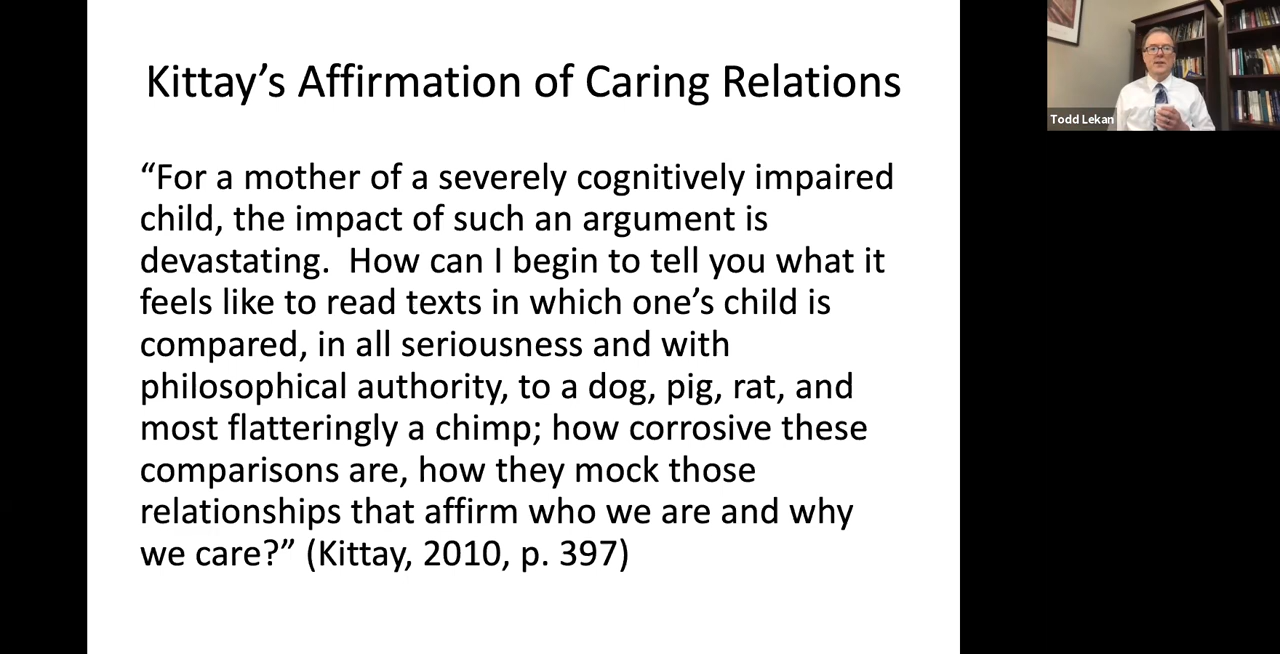 Kittay’s Affirmation of Caring Relations
“For a mother of a severely cognitively impaired
child, the impact of such an argument is
devastating.  How can I begin to tell you what it
feels like to read texts in which one’s child is
compared, in all seriousness and with
philosophical authority, to a dog, pig, rat, and
most flatteringly a chimp; how corrosive these
comparisons are, how they mock those
relationships that affirm who we are and why
we care?” (Kittay, 2010, p. 397)
Todd Lekan